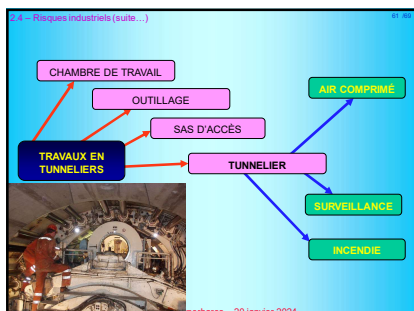 2.4 – Risques industriels (suite…)
61 /69
CHAMBRE DE TRAVAIL
OUTILLAGE
SAS D'ACCÈS
TRAVAUX EN
TUNNELIERS
TUNNELIER
AIR COMPRIMÉ
SURVEILLANCE
INCENDIE
20 janvier 2024